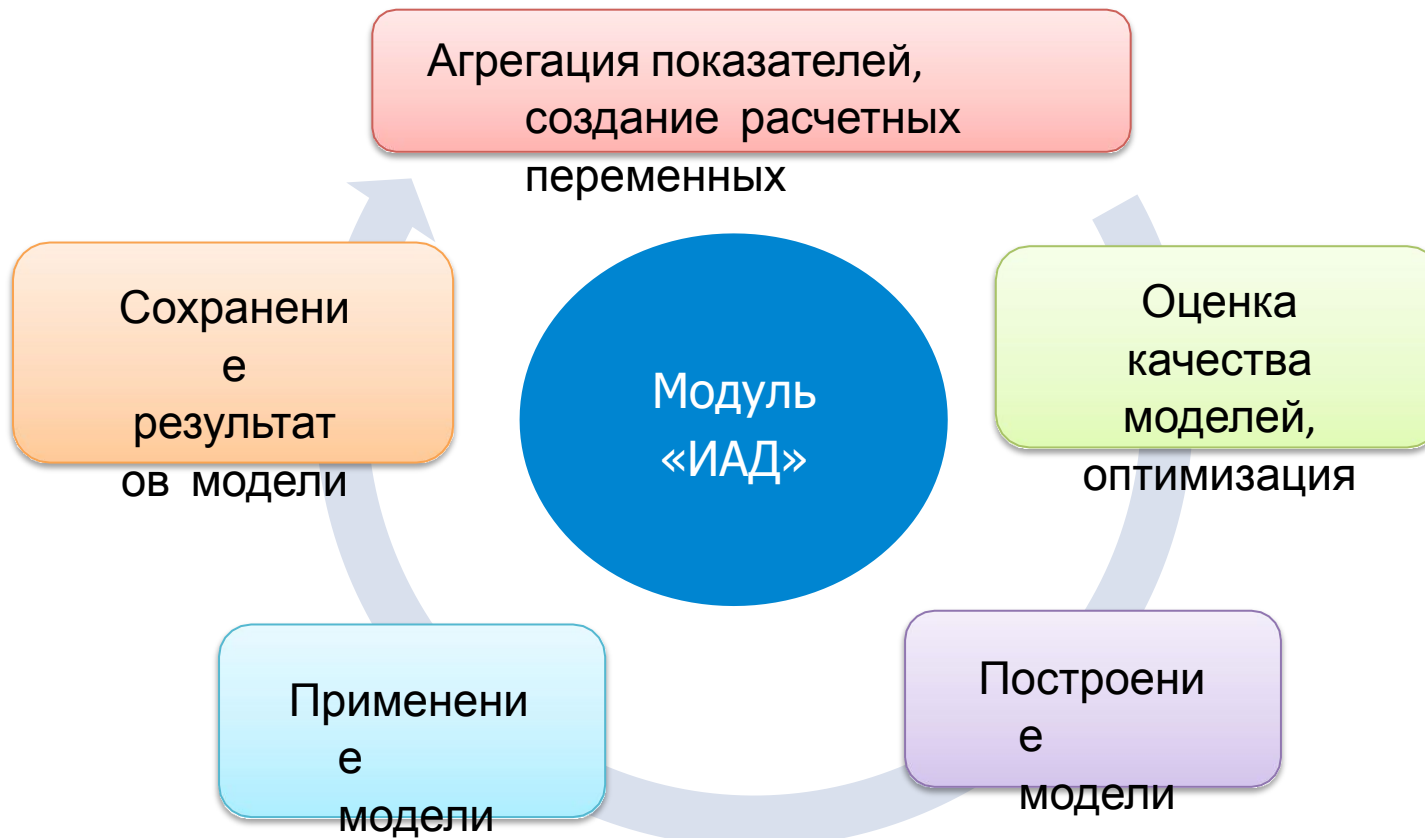 Агрегация показателей,
создание расчетных
переменных
Сохранени
е
результат
ов модели
Модуль
«ИАД»
Оценка
качества
моделей,
оптимизация
Применени
е
модели
Построени
е
модели